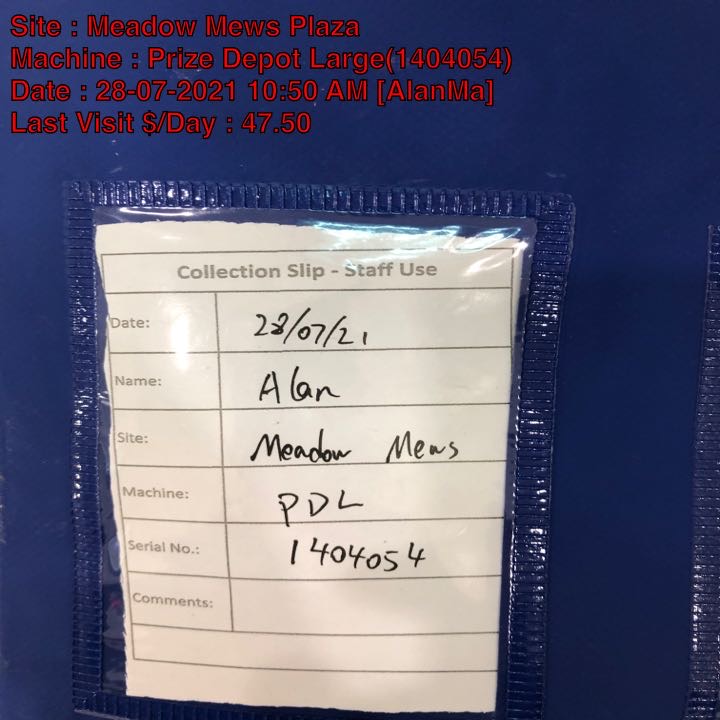 Site : Meadow Mews Plaza
Machine : Prize Depot Large(1404054)
Date : 28-07-2021 10:50 AM [AlanMa]
Last Visit $/Day : 47.50
Collection Slip - Staff Use
Date: 28/07/21
Name: Alan
Site: Meadow Mews
Machine: PDL
Serial No.: 1404054
Comments: